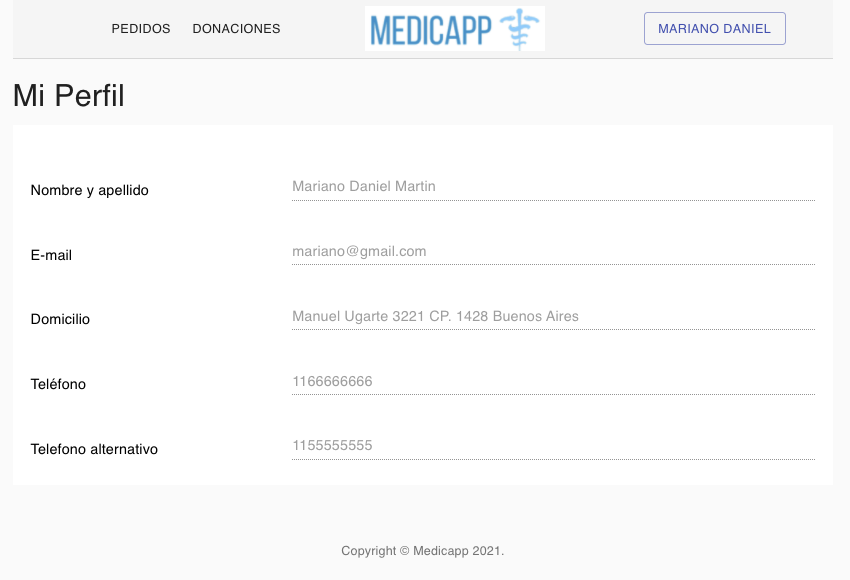 PEDIDOS DONACIONES MEDICAPP MARIANO DANIEL
Mi Perfil
Nombre y apellido Mariano Daniel Martin
E-mail mariano@gmail.com
Domicilio Manuel Ugarte 3221 CP. 1428 Buenos Aires
Teléfono 1166666666
Telefono alternativo 1155555555
Copyright © Medicapp 2021.